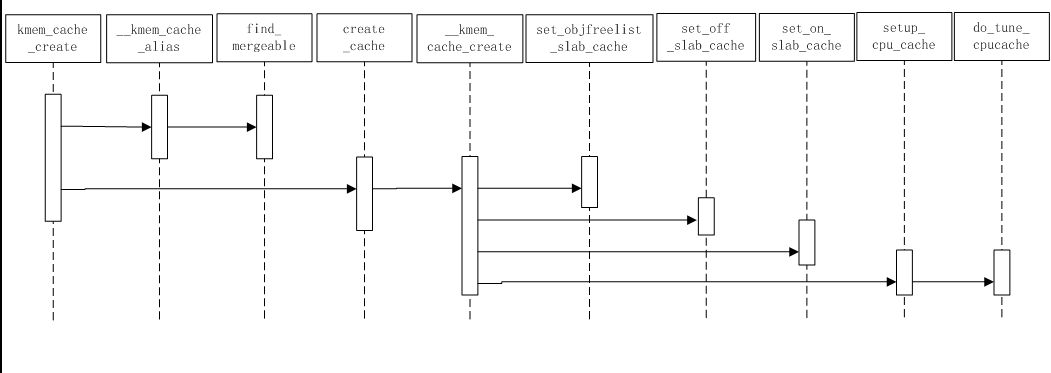 kmem_cache
_create
__kmem_cache
_alias
find_
mergeable
create
_cache
__kmem_
cache_create
set_objfreelist
_slab_cache
set_off
_slab_cache
set_on_
slab_cache
setup_
cpu_cache
do_tune_
cpucache